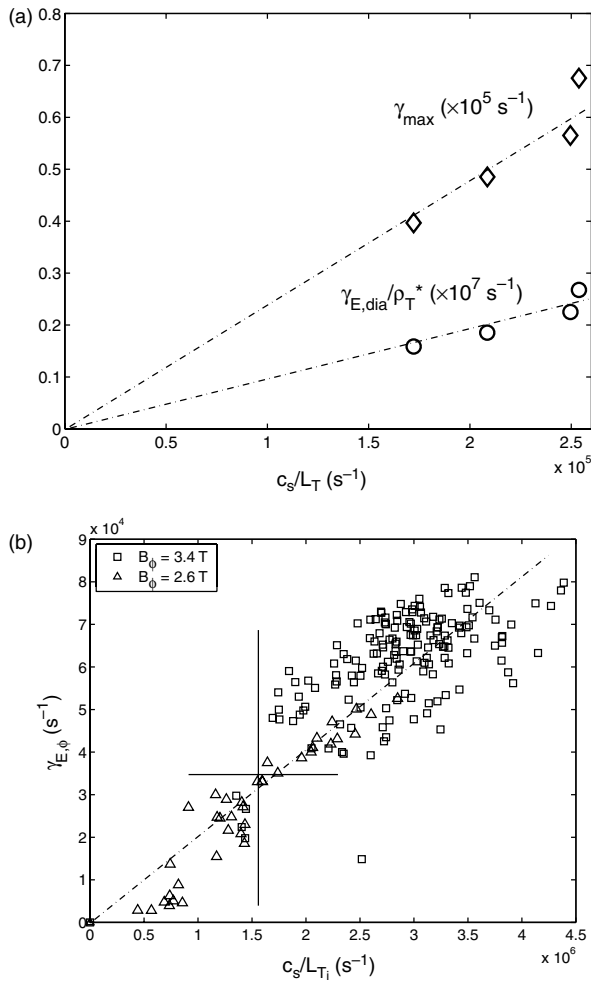 (a)
0.8
0.7
0.6
0.5
0.4
0.3
0.2
0.1
0
γmax (×10⁵ s⁻¹)
γE,dia/ρT* (×10⁷ s⁻¹)
0 0.5 1 1.5 2 2.5
× 10⁵
cs/LT (s⁻¹)
(b)
x 10⁴
9
8
7
6
5
4
3
2
1
0
Bϕ = 3.4 T
Bϕ = 2.6 T
γE,ϕ (s⁻¹)
0 0.5 1 1.5 2 2.5 3 3.5 4 4.5
× 10⁶
cs/LTi (s⁻¹)